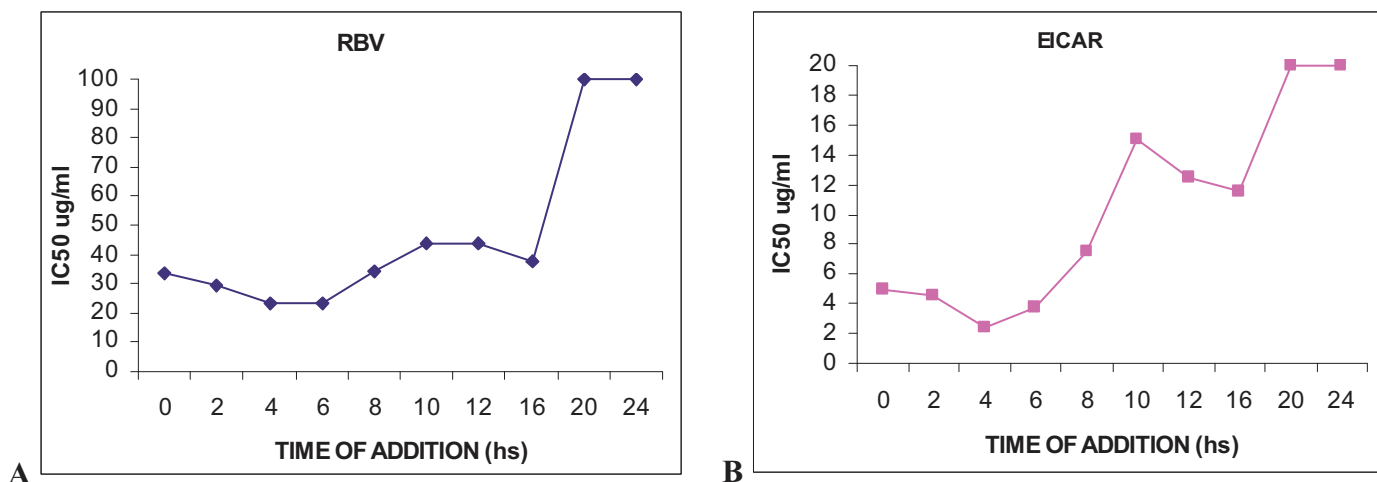 RBV
IC50 ug/ml
100
90
80
70
60
50
40
30
20
10
0
0 2 4 6 8 10 12 16 20 24
TIME OF ADDITION (hs)
A
EICAR
IC50 ug/ml
20
18
16
14
12
10
8
6
4
2
0
0 2 4 6 8 10 12 16 20 24
TIME OF ADDITION (hs)
B